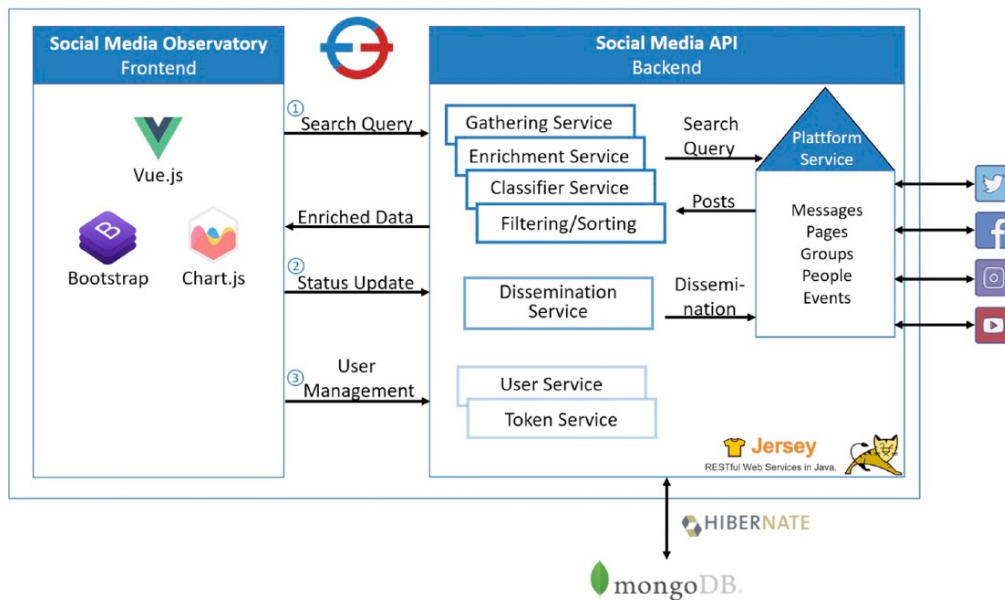 Social Media Observatory
Frontend
Vue.js
Bootstrap
Chart.js
①
Search Query
Enriched Data
②
Status Update
User
③
Management
Social Media API
Backend
Gathering Service
Enrichment Service
Classifier Service
Filtering/Sorting
Search
Query
Posts
Dissemination
Service
Dissemi-
nation
User Service
Token Service
Plattform
Service
Messages
Pages
Groups
People
Events
Jersey
RESTful Web Services in Java.
HIBERNATE
mongoDB.